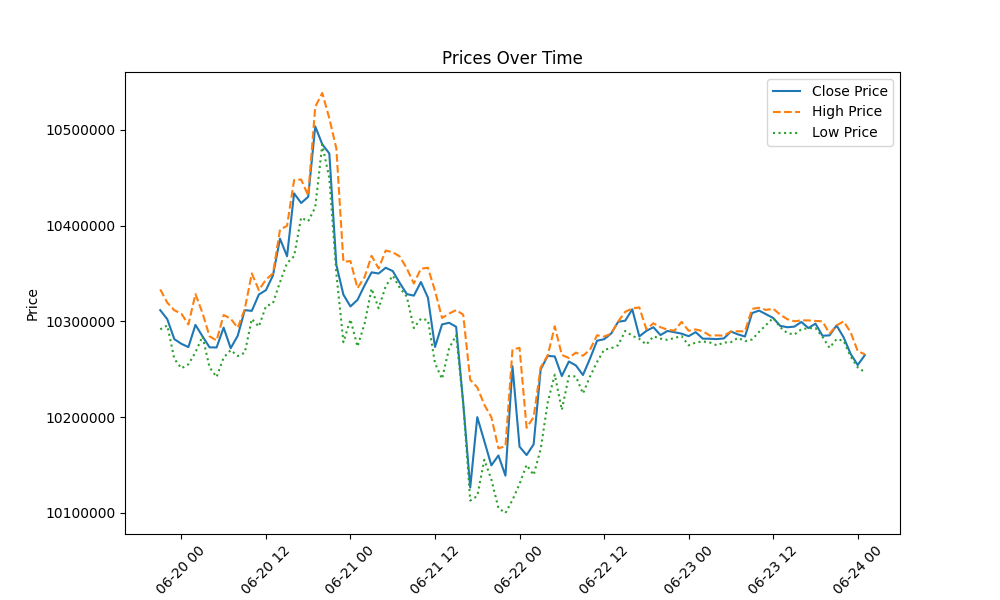 Prices Over Time
Close Price
High Price
Low Price
Price
10500000
10400000
10300000
10200000
10100000
06-20 00
06-20 12
06-21 00
06-21 12
06-22 00
06-22 12
06-23 00
06-23 12
06-24 00